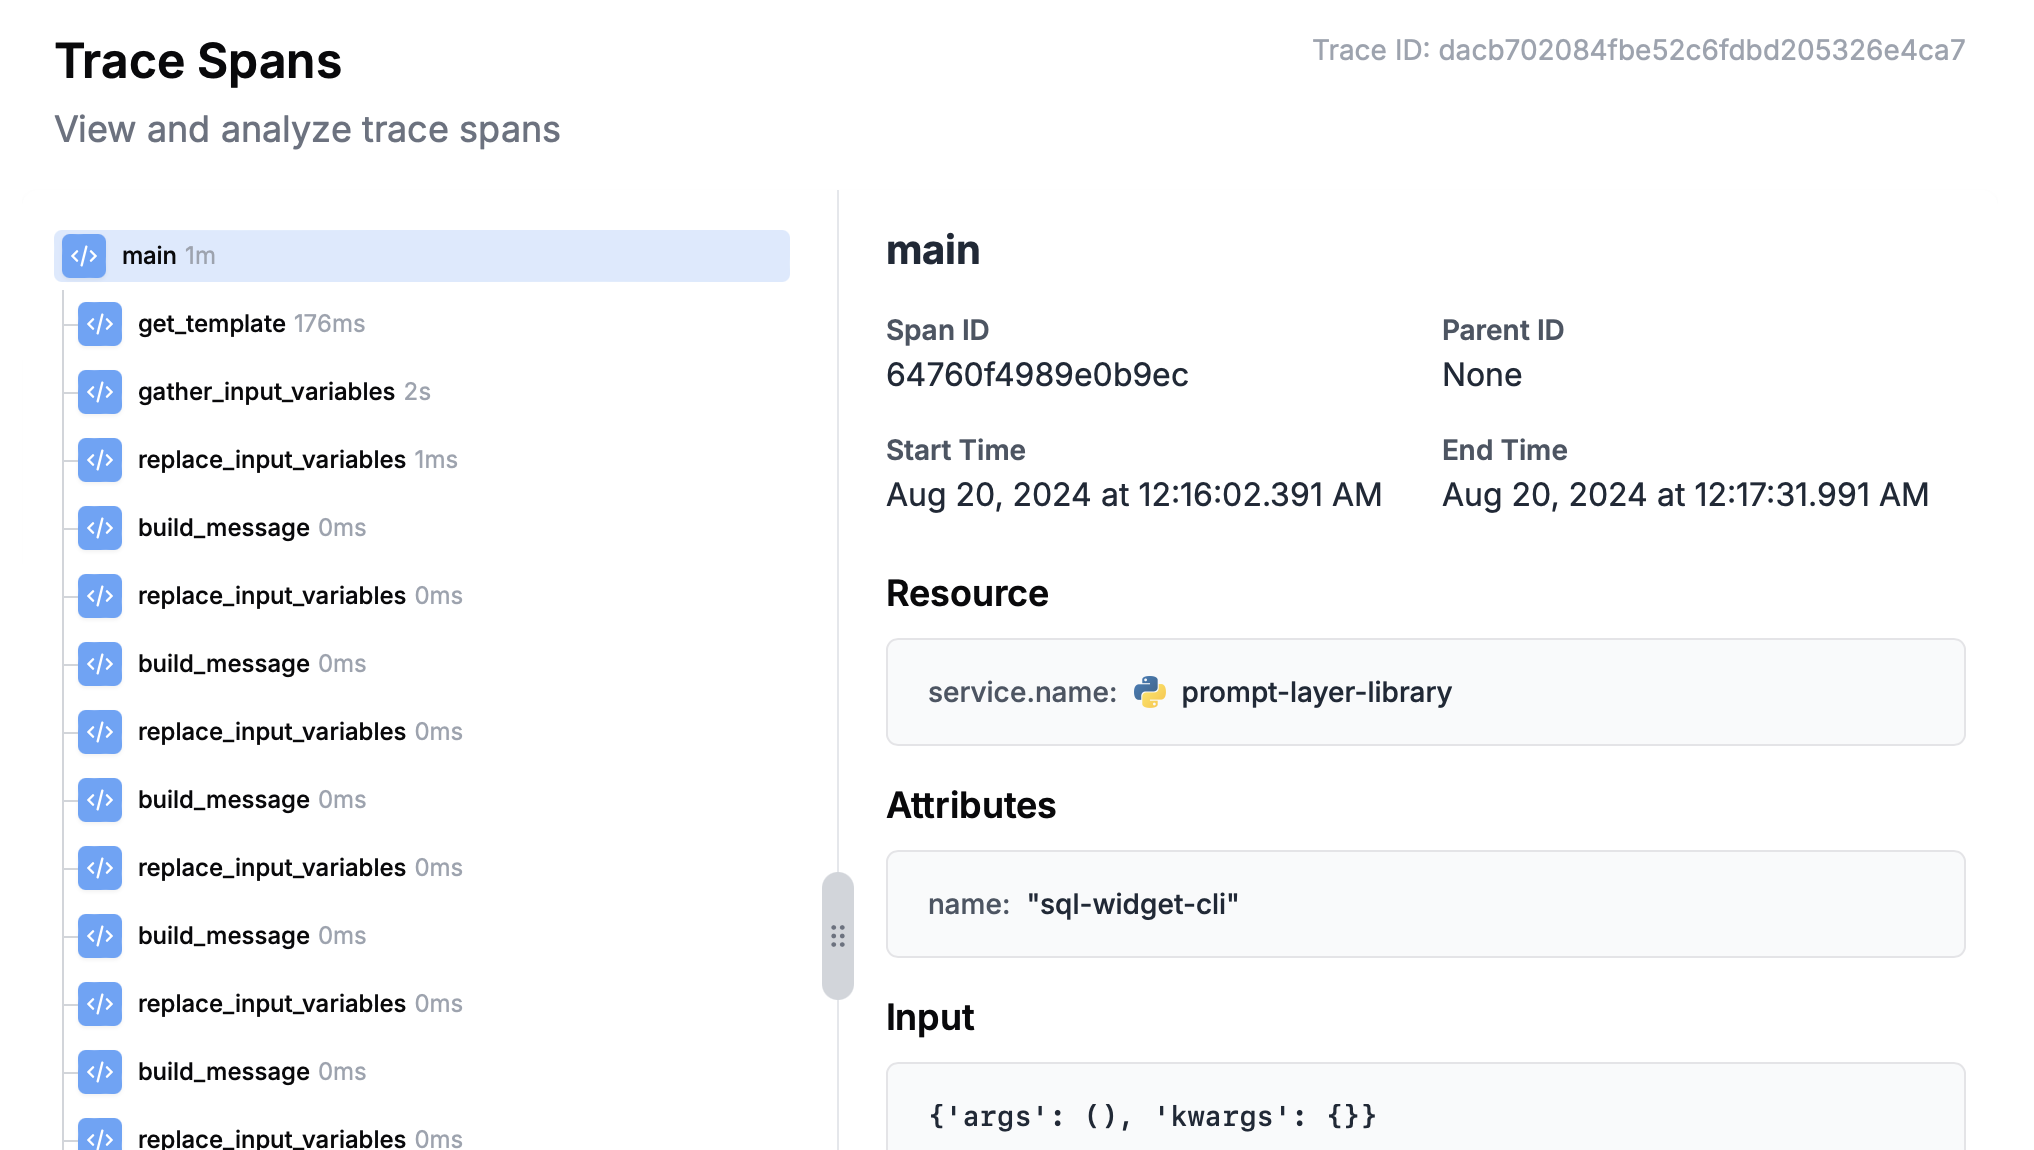 Trace Spans
Trace ID: dacb702084fbe52c6fdbd205326e4ca7
View and analyze trace spans
main 1m
get_template 176ms
gather_input_variables 2s
replace_input_variables 1ms
build_message 0ms
replace_input_variables 0ms
build_message 0ms
replace_input_variables 0ms
build_message 0ms
replace_input_variables 0ms
build_message 0ms
replace_input_variables 0ms
build_message 0ms
replace_input_variables 0ms
main
Span ID
64760f4989e0b9ec
Parent ID
None
Start Time
Aug 20, 2024 at 12:16:02.391 AM
End Time
Aug 20, 2024 at 12:17:31.991 AM
Resource
service.name: prompt-layer-library
Attributes
name: "sql-widget-cli"
Input
{'args': (), 'kwargs': {}}